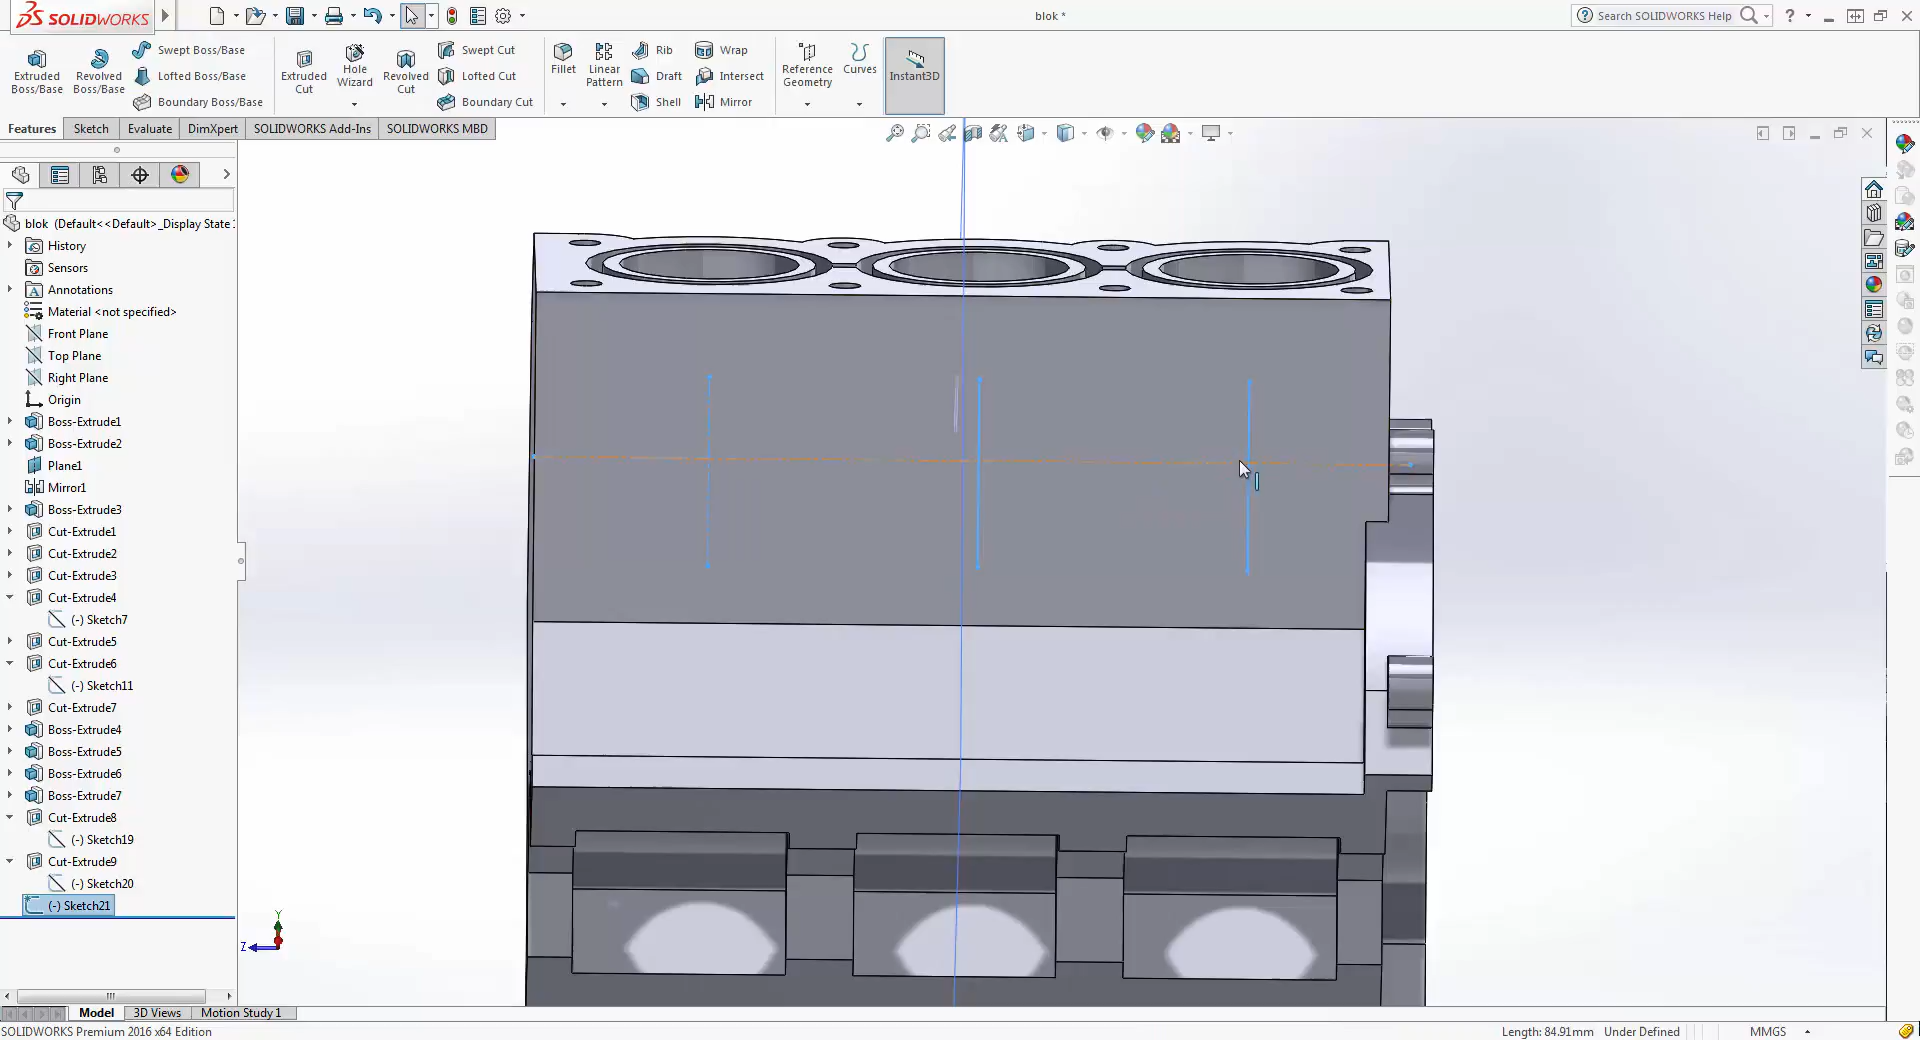 SOLIDWORKS
blok *
Search SOLIDWORKS Help
?
Extruded Boss/Base
Revolved Boss/Base
Swept Boss/Base
Lofted Boss/Base
Boundary Boss/Base
Extruded Cut
Hole Wizard
Revolved Cut
Swept Cut
Lofted Cut
Boundary Cut
Fillet
Linear Pattern
Rib
Draft
Shell
Wrap
Intersect
Mirror
Reference Geometry
Curves
Instant3D
Features
Sketch
Evaluate
DimXpert
SOLIDWORKS Add-Ins
SOLIDWORKS MBD
blok (Default<<Default>_Display State
History
Sensors
Annotations
Material <not specified>
Front Plane
Top Plane
Right Plane
Origin
Boss-Extrude1
Boss-Extrude2
Plane1
Mirror1
Boss-Extrude3
Cut-Extrude1
Cut-Extrude2
Cut-Extrude3
Cut-Extrude4
(-) Sketch7
Cut-Extrude5
Cut-Extrude6
(-) Sketch11
Cut-Extrude7
Boss-Extrude4
Boss-Extrude5
Boss-Extrude6
Boss-Extrude7
Cut-Extrude8
(-) Sketch19
Cut-Extrude9
(-) Sketch20
(-) Sketch21
Y
Z
Model
3D Views
Motion Study 1
SOLIDWORKS Premium 2016 x64 Edition
Length: 84.91mm
Under Defined
MMGS